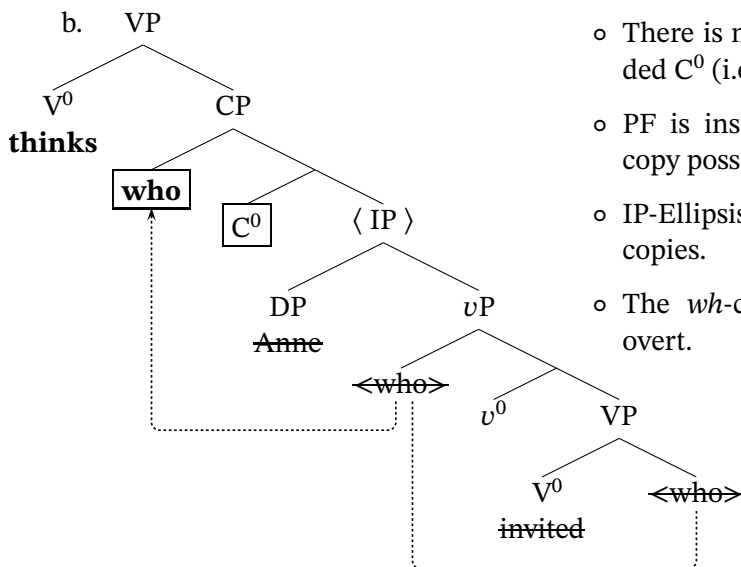 b. VP
V⁰ CP
thinks
who
C⁰ ⟨ IP ⟩
DP vP
Anne
<who>
v⁰ VP
V⁰ <who>
invited
∘ There is
ded C⁰ (i.e
∘ PF is ins
copy poss
∘ IP-Ellipsis
copies.
∘ The wh-c
overt.